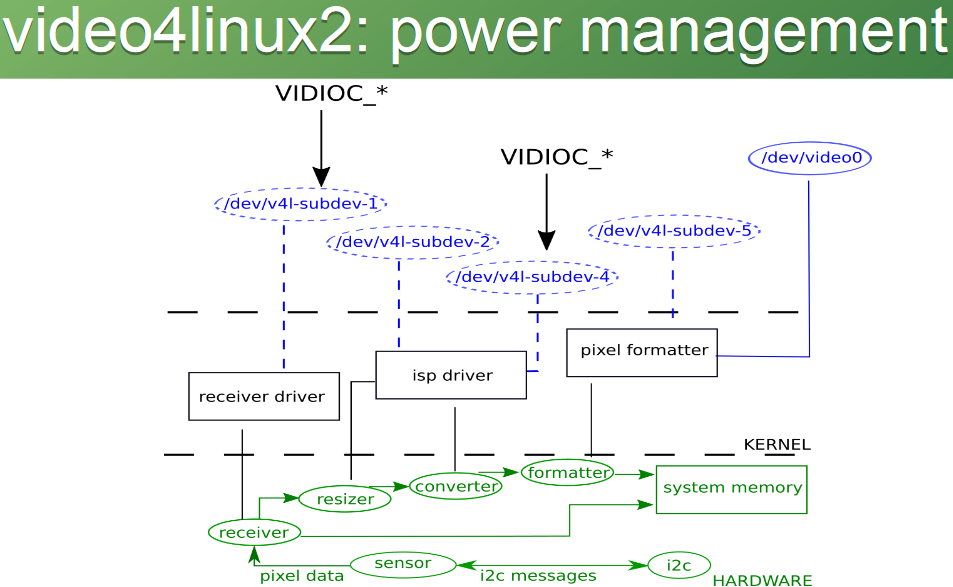 video4linux2: power management
VIDIOC_*
VIDIOC_*
/dev/video0
/dev/v4l-subdev-1
/dev/v4l-subdev-2
/dev/v4l-subdev-5
/dev/v4l-subdev-4
pixel formatter
isp driver
receiver driver
KERNEL
formatter
converter
system memory
resizer
receiver
sensor
i2c
pixel data
i2c messages
HARDWARE